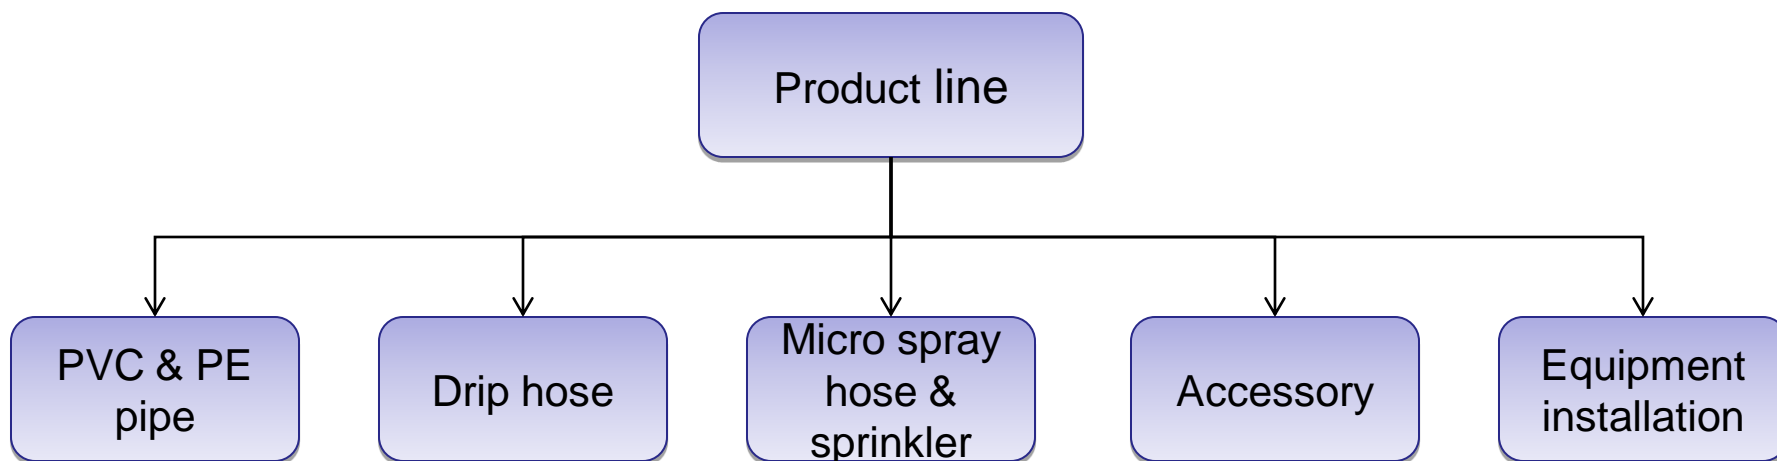 Product line
PVC & PE
pipe
Drip hose
Micro spray
hose &
sprinkler
Accessory
Equipment
installation